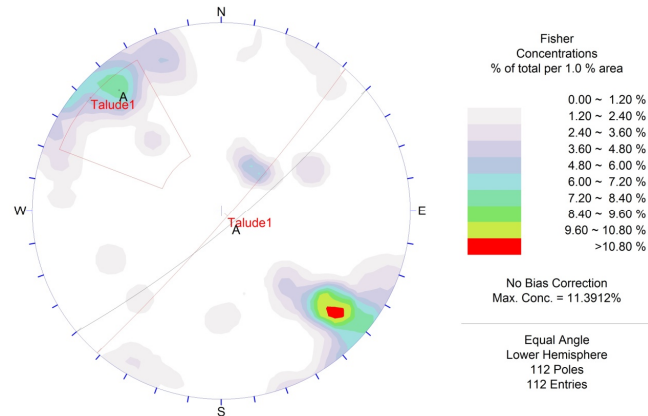 N
A
Talude1
W
E
Talude1
A
S
Fisher
Concentrations
% of total per 1.0 % area
0.00 ~ 1.20 %
1.20 ~ 2.40 %
2.40 ~ 3.60 %
3.60 ~ 4.80 %
4.80 ~ 6.00 %
6.00 ~ 7.20 %
7.20 ~ 8.40 %
8.40 ~ 9.60 %
9.60 ~ 10.80 %
>10.80 %
No Bias Correction
Max. Conc. = 11.3912%
Equal Angle
Lower Hemisphere
112 Poles
112 Entries